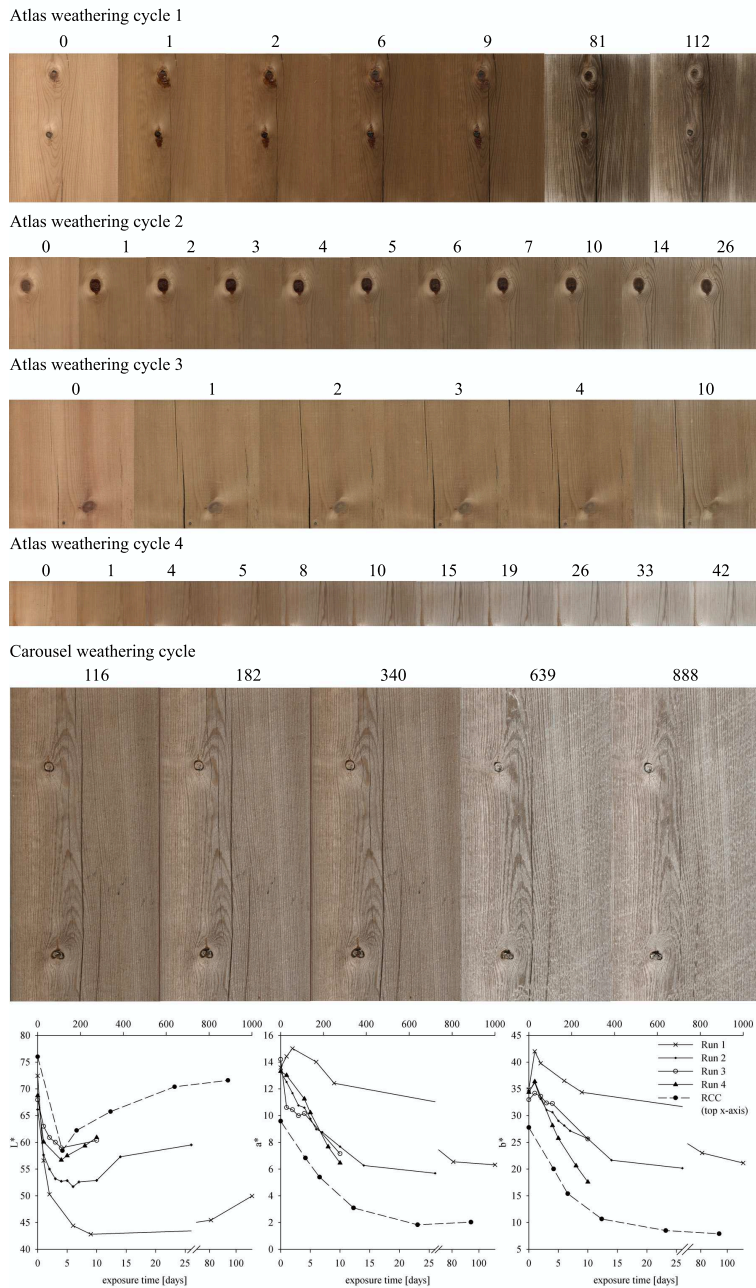 Atlas weathering cycle 1
0 1 2 6 9 81 112
Atlas weathering cycle 2
0 1 2 3 4 5 6 7 10 14 26
Atlas weathering cycle 3
0 1 2 3 4 10
Atlas weathering cycle 4
0 1 4 5 8 10 15 19 26 33 42
Carousel weathering cycle
116 182 340 639 888
0 200 400 600 800 1000
0 200 400 600 800 1000
0 200 400 600 800 1000
80
75
70
65
60
55
50
45
40
L*
0 5 10 15 20 25 100
exposure time [days]
16
14
12
10
8
6
4
2
0
a*
0 5 10 15 20 25 100
exposure time [days]
45
40
35
30
25
20
15
10
5
b*
Run 1
Run 2
Run 3
Run 4
RCC
(top x-axis)
0 5 10 15 20 25 100
exposure time [days]